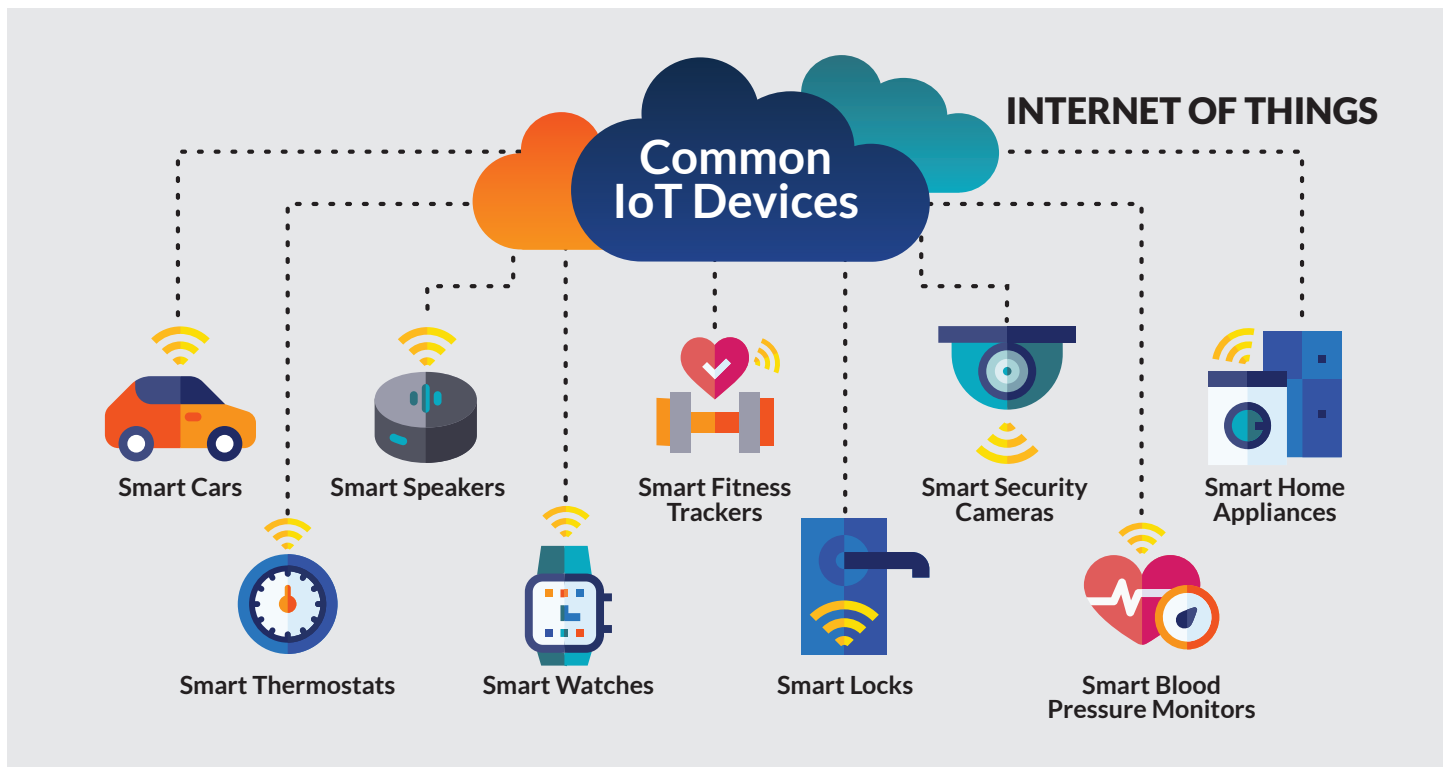 INTERNET OF THINGS
Common
IoT Devices
Smart Cars
Smart Speakers
Smart Fitness
Trackers
Smart Security
Cameras
Smart Home
Appliances
Smart Thermostats
Smart Watches
Smart Locks
Smart Blood
Pressure Monitors